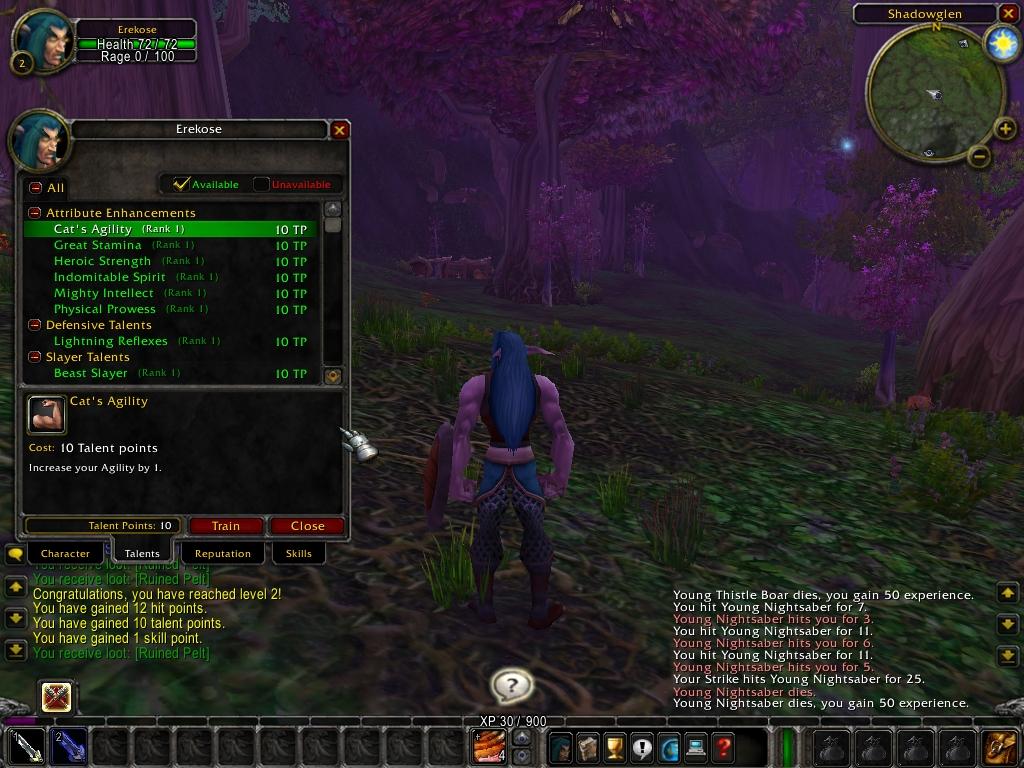 Erekose
Health 72 / 72
Rage 0 / 100
2
Shadowglen
N
Erekose
All
Available
Unavailable
Attribute Enhancements
Cat's Agility (Rank 1) 10 TP
Great Stamina (Rank 1) 10 TP
Heroic Strength (Rank 1) 10 TP
Indomitable Spirit (Rank 1) 10 TP
Mighty Intellect (Rank 1) 10 TP
Physical Prowess (Rank 1) 10 TP
Defensive Talents
Lightning Reflexes (Rank 1) 10 TP
Slayer Talents
Beast Slayer (Rank 1) 10 TP
Cat's Agility
Cost: 10 Talent points
Increase your Agility by 1.
Talent Points: 10
Train
Close
Character
Talents
Reputation
Skills
You receive loot: [Ruined Pelt]
You receive loot: [Ruined Pelt]
Congratulations, you have reached level 2!
You have gained 12 hit points.
You have gained 10 talent points.
You have gained 1 skill point.
You receive loot: [Ruined Pelt]
Young Thistle Boar dies, you gain 50 experience.
You hit Young Nightsaber for 7.
Young Nightsaber hits you for 3.
You hit Young Nightsaber for 11.
Young Nightsaber hits you for 6.
You hit Young Nightsaber for 11.
Young Nightsaber hits you for 5.
Your Strike hits Young Nightsaber for 25.
Young Nightsaber dies.
Young Nightsaber dies, you gain 50 experience.
?
XP 30 / 900
1
2
4